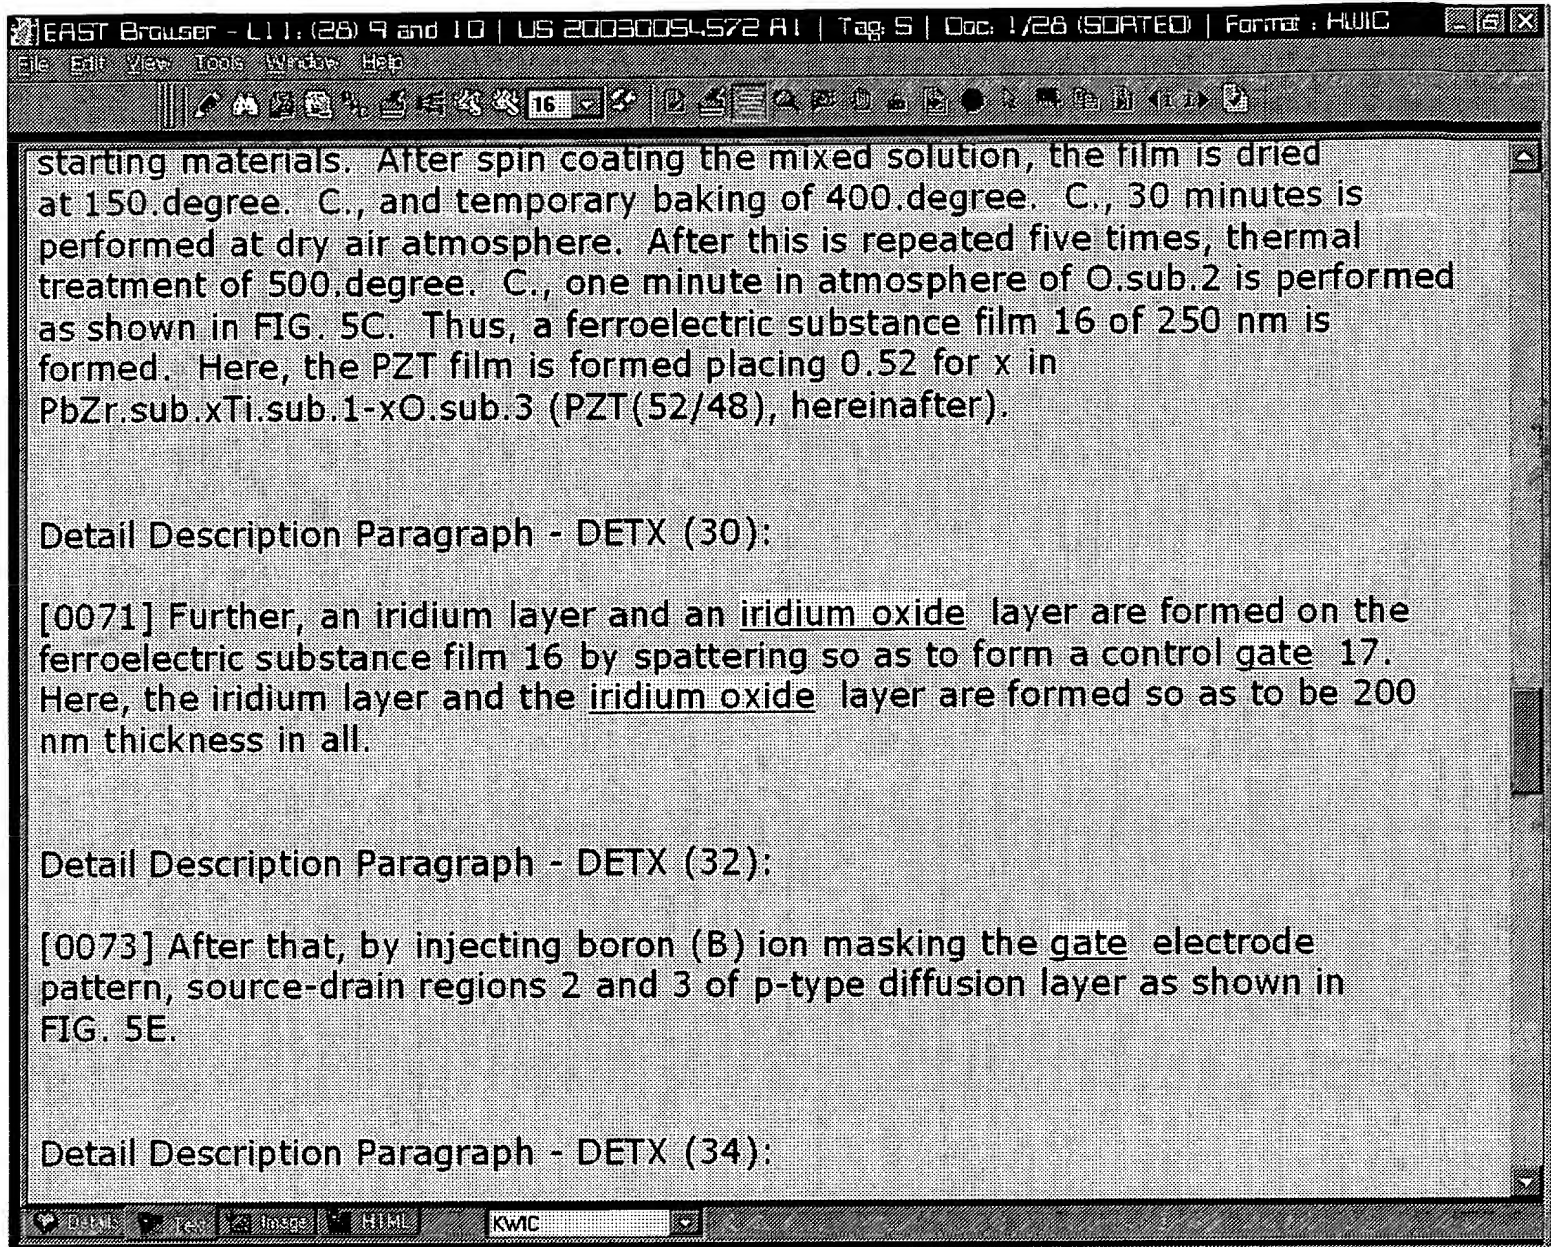 EAST Browser - L11: (28) 9 and 10 | US 20030054572 A1 | Tag: S | Doc: 1/28 (SORTED) | Format : KWIC
File Edit View Tools Window Help
16
starting materials. After spin coating the mixed solution, the film is dried
at 150.degree. C., and temporary baking of 400.degree. C., 30 minutes is
performed at dry air atmosphere. After this is repeated five times, thermal
treatment of 500.degree. C., one minute in atmosphere of O.sub.2 is performed
as shown in FIG. 5C. Thus, a ferroelectric substance film 16 of 250 nm is
formed. Here, the PZT film is formed placing 0.52 for x in
PbZr.sub.xTi.sub.1-xO.sub.3 (PZT(52/48), hereinafter).
Detail Description Paragraph - DETX (30):
[0071] Further, an iridium layer and an iridium oxide layer are formed on the
ferroelectric substance film 16 by spattering so as to form a control gate 17.
Here, the iridium layer and the iridium oxide layer are formed so as to be 200
nm thickness in all.
Detail Description Paragraph - DETX (32):
[0073] After that, by injecting boron (B) ion masking the gate electrode
pattern, source-drain regions 2 and 3 of p-type diffusion layer as shown in
FIG. 5E.
Detail Description Paragraph - DETX (34):
Details Text Image HTML KWIC